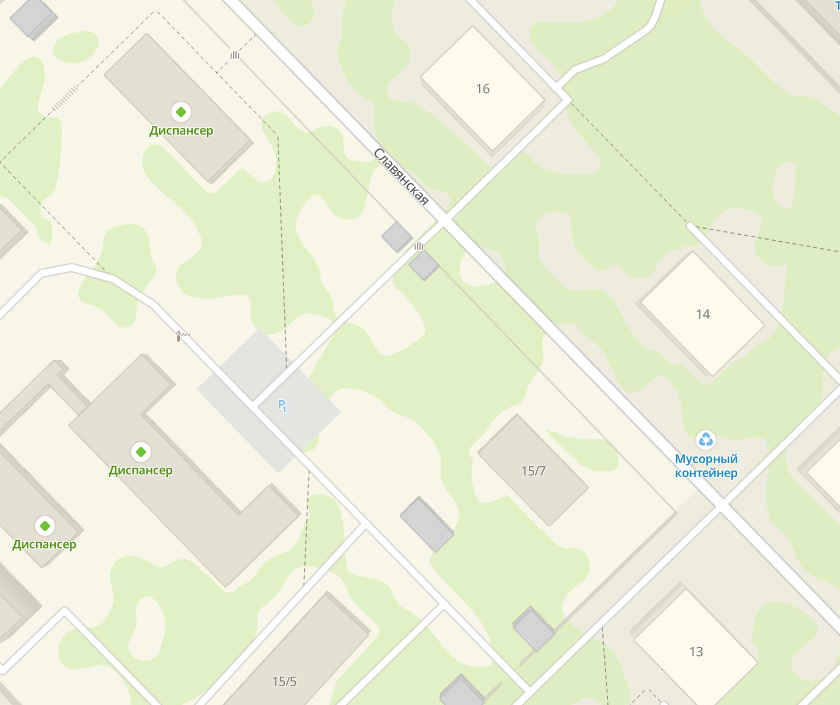 Т
16
Диспансер
Славянская
14
Р
Мусорный
контейнер
Диспансер
15/7
Диспансер
13
15/5